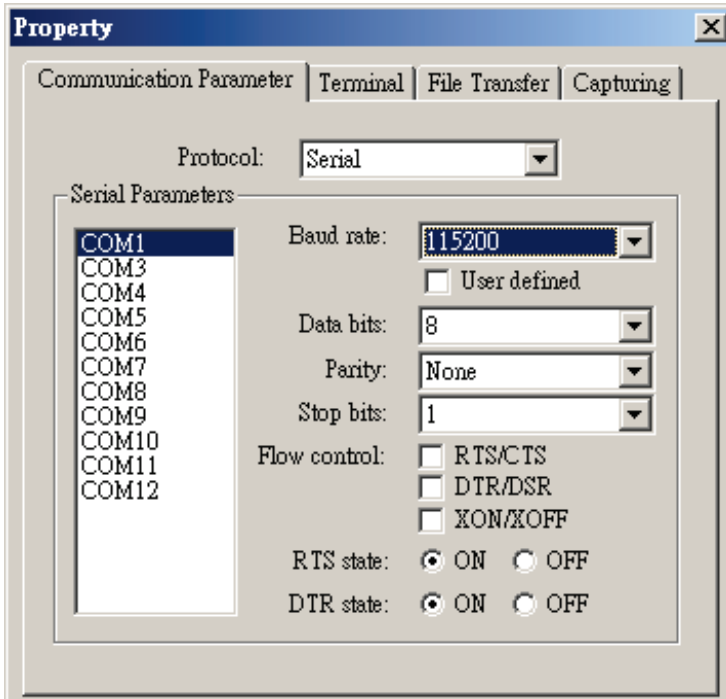 Property
Communication Parameter Terminal File Transfer Capturing
Protocol: Serial
Serial Parameters
COM1
COM3
COM4
COM5
COM6
COM7
COM8
COM9
COM10
COM11
COM12
Baud rate: 115200
User defined
Data bits: 8
Parity: None
Stop bits: 1
Flow control: RTS/CTS
DTR/DSR
XON/XOFF
RTS state: ON OFF
DTR state: ON OFF